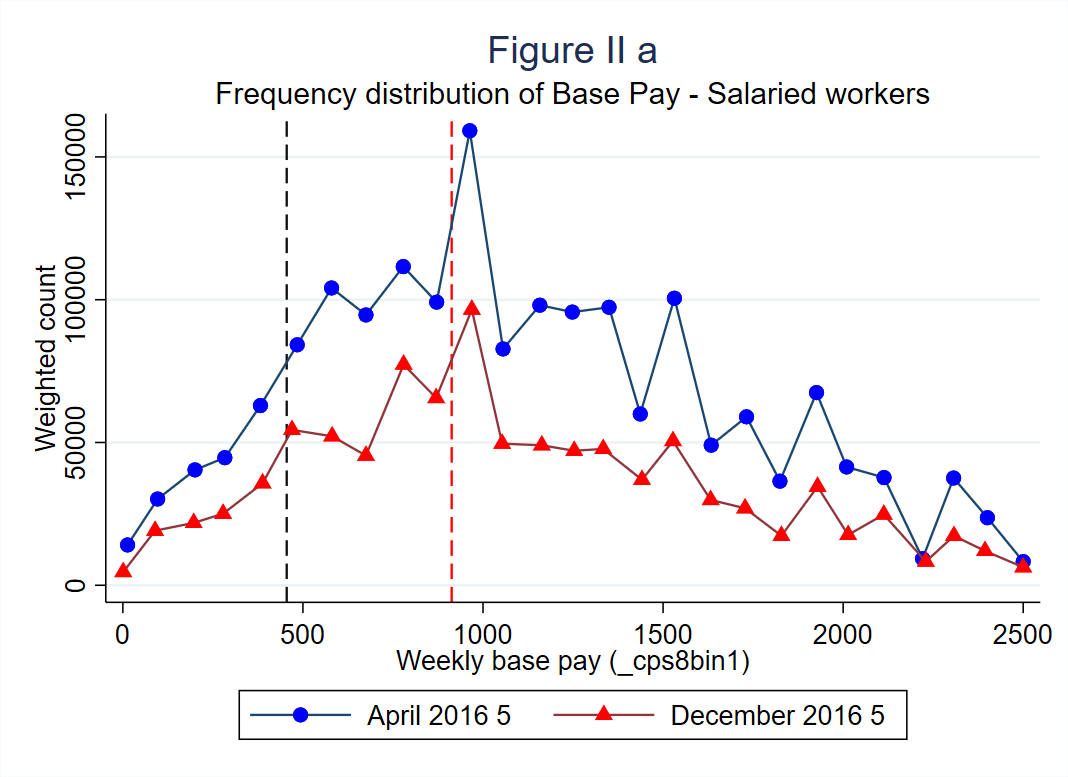 Figure II a
Frequency distribution of Base Pay - Salaried workers
150000
100000
50000
0
Weighted count
0 500 1000 1500 2000 2500
Weekly base pay (_cps8bin1)
April 2016 5 December 2016 5